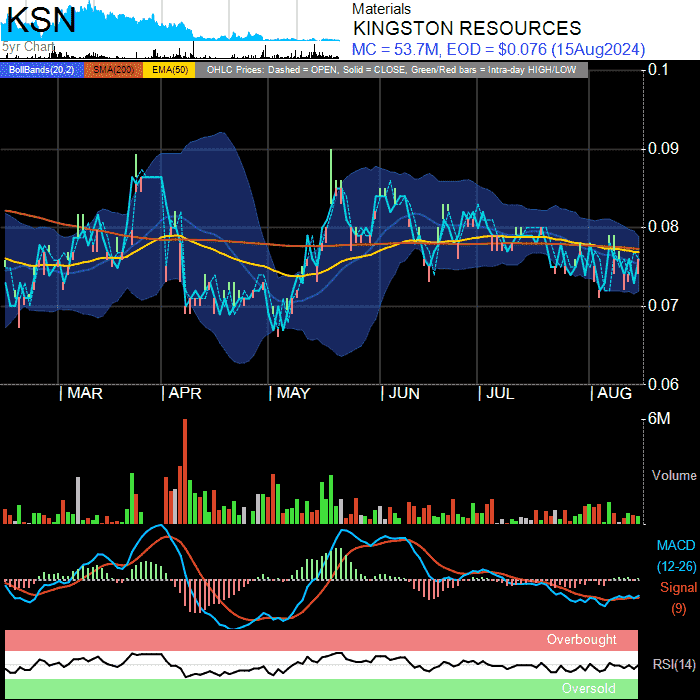 KSN
5yr Chart
Materials
KINGSTON RESOURCES
MC = 53.7M, EOD = $0.076 (15Aug2024)
BollBands(20,2) SMA(200) EMA(50) OHLC Prices: Dashed = OPEN, Solid = CLOSE, Green/Red bars = Intra-day HIGH/LOW
0.1
0.09
0.08
0.07
0.06
MAR APR MAY JUN JUL AUG
6M
Volume
MACD
(12-26)
Signal
(9)
Overbought
RSI(14)
Oversold